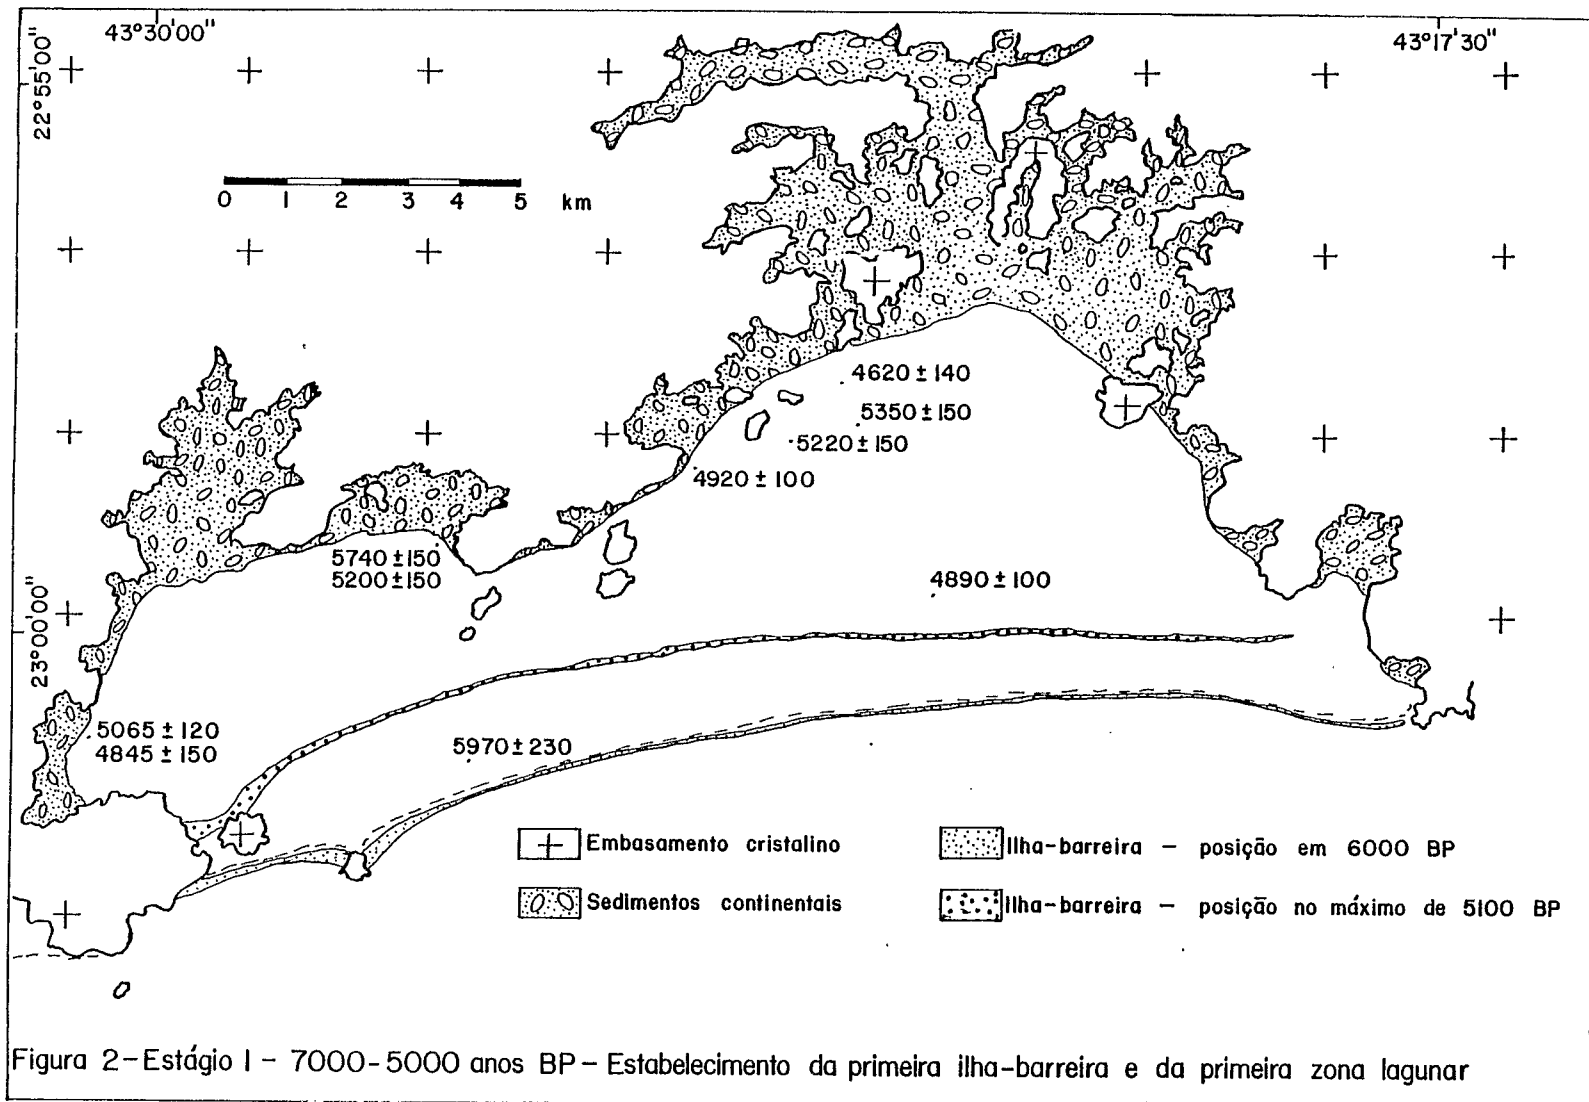 43°30'00"
43°17'30"
22°55'00"
0 1 2 3 4 5 km
4620 ± 140
5350 ± 150
5220 ± 150
4920 ± 100
5740 ± 150
5200 ± 150
4890 ± 100
23°00'00"
5065 ± 120
4845 ± 150
5970 ± 230
Embasamento cristalino
Ilha-barreira – posição em 6000 BP
Sedimentos continentais
Ilha-barreira – posição no máximo de 5100 BP
Figura 2 – Estágio I – 7000-5000 anos BP – Estabelecimento da primeira ilha-barreira e da primeira zona lagunar